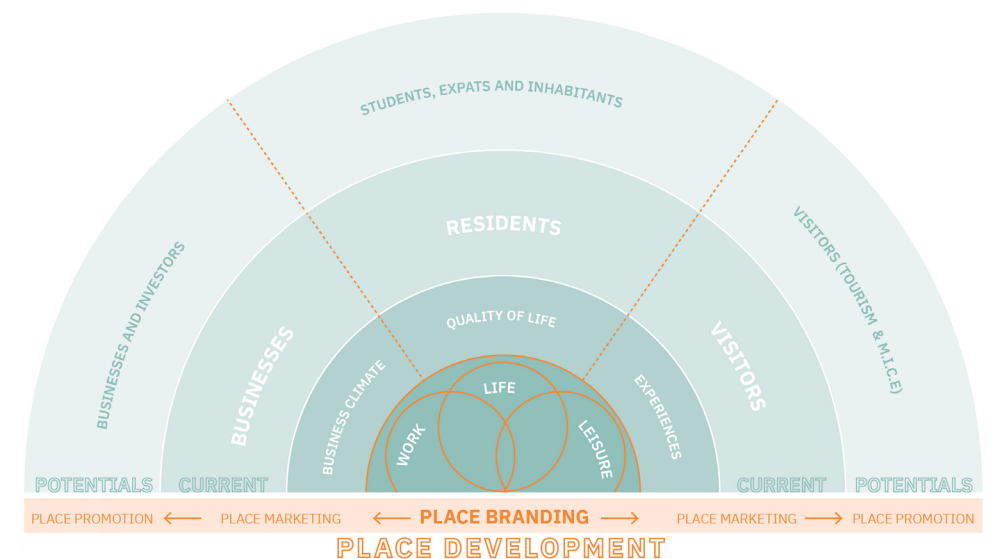 STUDENTS, EXPATS AND INHABITANTS
BUSINESSES AND INVESTORS
VISITORS (TOURISM & M.I.C.E)
RESIDENTS
BUSINESSES
VISITORS
QUALITY OF LIFE
BUSINESS CLIMATE
EXPERIENCES
LIFE
WORK
LEISURE
POTENTIALS
CURRENT
CURRENT
POTENTIALS
PLACE PROMOTION
PLACE MARKETING
PLACE BRANDING
PLACE MARKETING
PLACE PROMOTION
PLACE DEVELOPMENT